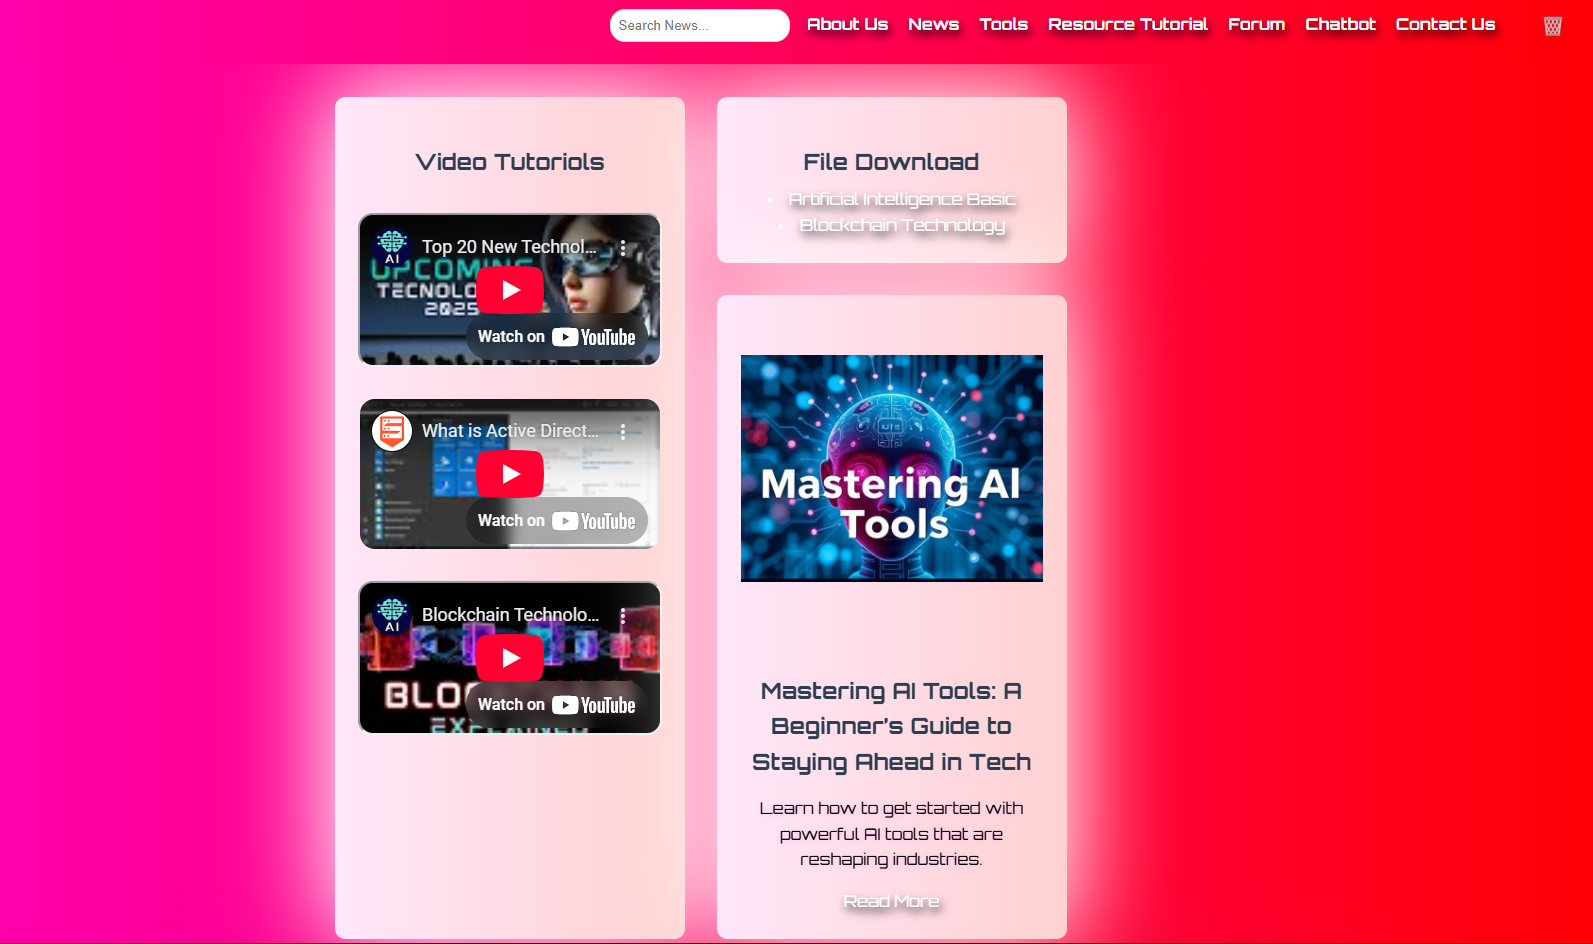 Search News...
About Us
News
Tools
Resource Tutorial
Forum
Chatbot
Contact Us
Video Tutoriols
AI
Top 20 New Technol...
UPCOMING
TECNOLO
2025
Watch on YouTube
What is Active Direct...
Watch on YouTube
AI
Blockchain Technolo...
BLO
Watch on YouTube
EXPLAINED
File Download
Artificial Intelligence Basic
Blockchain Technology
Mastering AI
Tools
Mastering AI Tools: A
Beginner's Guide to
Staying Ahead in Tech
Learn how to get started with
powerful AI tools that are
reshaping industries.
Read More